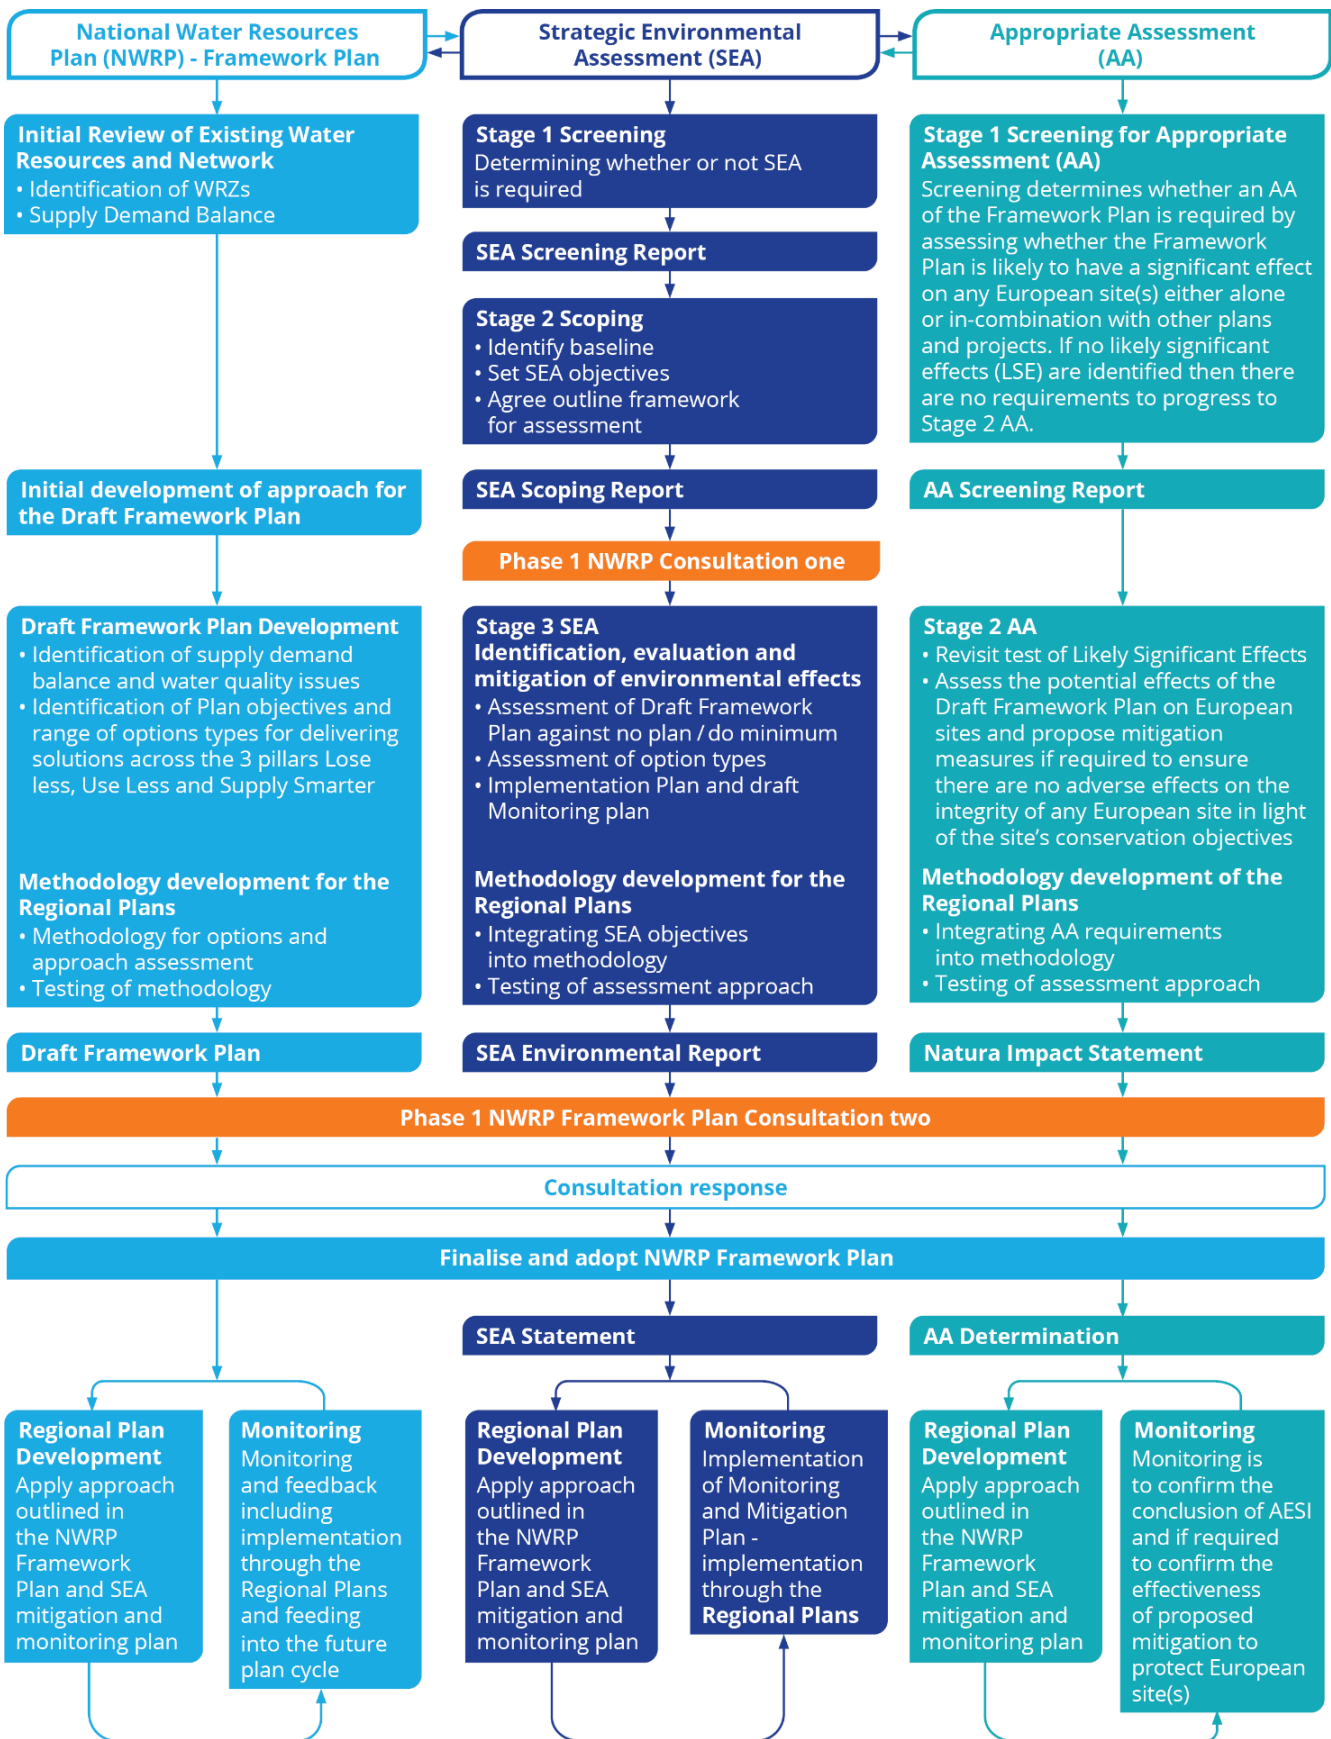 National Water Resources
Plan (NWRP) - Framework Plan
Strategic Environmental
Assessment (SEA)
Appropriate Assessment
(AA)
Initial Review of Existing Water
Resources and Network
• Identification of WRZs
• Supply Demand Balance
Initial development of approach for
the Draft Framework Plan
Draft Framework Plan Development
• Identification of supply demand
balance and water quality issues
• Identification of Plan objectives and
range of options types for delivering
solutions across the 3 pillars Lose
less, Use Less and Supply Smarter
Methodology development for the
Regional Plans
• Methodology for options and
approach assessment
• Testing of methodology
Draft Framework Plan
Stage 1 Screening
Determining whether or not SEA
is required
SEA Screening Report
Stage 2 Scoping
• Identify baseline
• Set SEA objectives
• Agree outline framework
for assessment
SEA Scoping Report
Phase 1 NWRP Consultation one
Stage 3 SEA
Identification, evaluation and
mitigation of environmental effects
• Assessment of Draft Framework
Plan against no plan / do minimum
• Assessment of option types
• Implementation Plan and draft
Monitoring plan
Methodology development for the
Regional Plans
• Integrating SEA objectives
into methodology
• Testing of assessment approach
SEA Environmental Report
Stage 1 Screening for Appropriate
Assessment (AA)
Screening determines whether an AA
of the Framework Plan is required by
assessing whether the Framework
Plan is likely to have a significant effect
on any European site(s) either alone
or in-combination with other plans
and projects. If no likely significant
effects (LSE) are identified then there
are no requirements to progress to
Stage 2 AA.
AA Screening Report
Stage 2 AA
• Revisit test of Likely Significant Effects
• Assess the potential effects of the
Draft Framework Plan on European
sites and propose mitigation
measures if required to ensure
there are no adverse effects on the
integrity of any European site in light
of the site’s conservation objectives
Methodology development of the
Regional Plans
• Integrating AA requirements
into methodology
• Testing of assessment approach
Natura Impact Statement
Phase 1 NWRP Framework Plan Consultation two
Consultation response
Finalise and adopt NWRP Framework Plan
SEA Statement
AA Determination
Regional Plan
Development
Apply approach
outlined in
the NWRP
Framework
Plan and SEA
mitigation and
monitoring plan
Monitoring
Monitoring
and feedback
including
implementation
through the
Regional Plans
and feeding
into the future
plan cycle
Regional Plan
Development
Apply approach
outlined in
the NWRP
Framework
Plan and SEA
mitigation and
monitoring plan
Monitoring
Implementation
of Monitoring
and Mitigation
Plan -
implementation
through the
Regional Plans
Regional Plan
Development
Apply approach
outlined in
the NWRP
Framework
Plan and SEA
mitigation and
monitoring plan
Monitoring
Monitoring is
to confirm the
conclusion of AESI
and if required
to confirm the
effectiveness
of proposed
mitigation to
protect European
site(s)